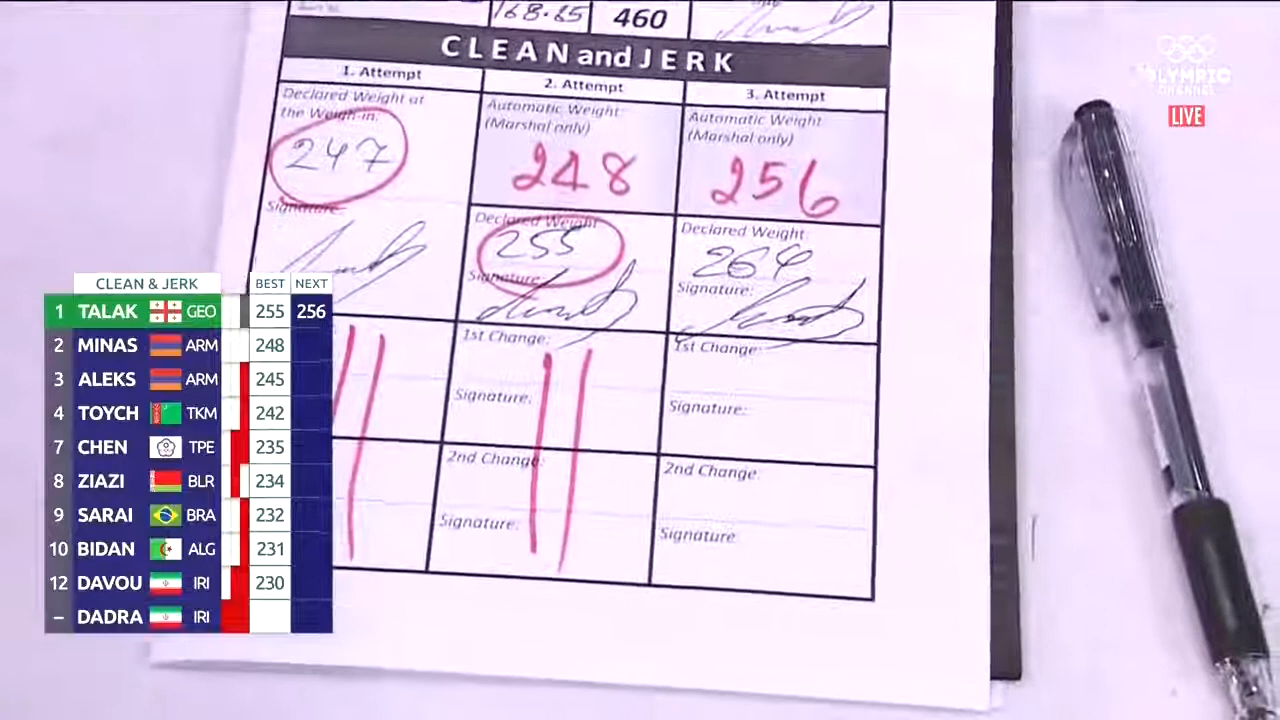 168.65
460
CLEAN and JERK
1. Attempt
2. Attempt
3. Attempt
Declared Weight at
the Weigh-in:
247
Signature:
Automatic Weight
(Marshal only)
248
Declared Weight
255
Signature:
Automatic Weight
(Marshal only)
256
Declared Weight:
264
Signature:
1st Change:
Signature:
2nd Change:
Signature:
1st Change:
Signature:
2nd Change:
Signature
OLYMPIC
CHANNEL
LIVE
CLEAN & JERK BEST NEXT
1 TALAK GEO 255 256
2 MINAS ARM 248
3 ALEKS ARM 245
4 TOYCH TKM 242
7 CHEN TPE 235
8 ZIAZI BLR 234
9 SARAI BRA 232
10 BIDAN ALG 231
12 DAVOU IRI 230
– DADRA IRI